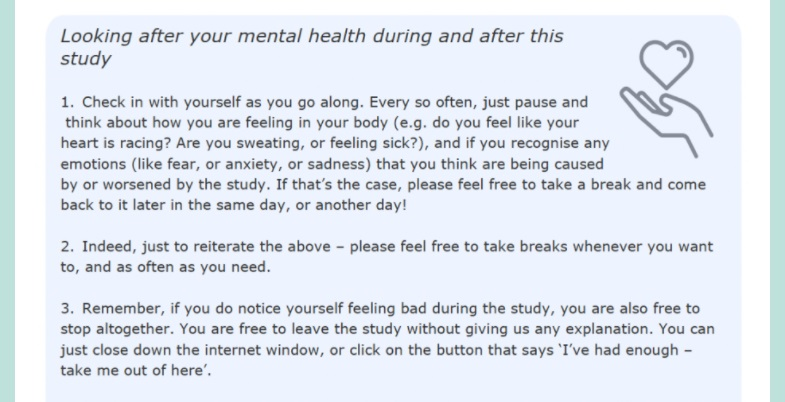 Looking after your mental health during and after this
study
1. Check in with yourself as you go along. Every so often, just pause and
think about how you are feeling in your body (e.g. do you feel like your
heart is racing? Are you sweating, or feeling sick?), and if you recognise any
emotions (like fear, or anxiety, or sadness) that you think are being caused
by or worsened by the study. If that’s the case, please feel free to take a break and come
back to it later in the same day, or another day!
2. Indeed, just to reiterate the above – please feel free to take breaks whenever you want
to, and as often as you need.
3. Remember, if you do notice yourself feeling bad during the study, you are also free to
stop altogether. You are free to leave the study without giving us any explanation. You can
just close down the internet window, or click on the button that says ‘I’ve had enough –
take me out of here’.